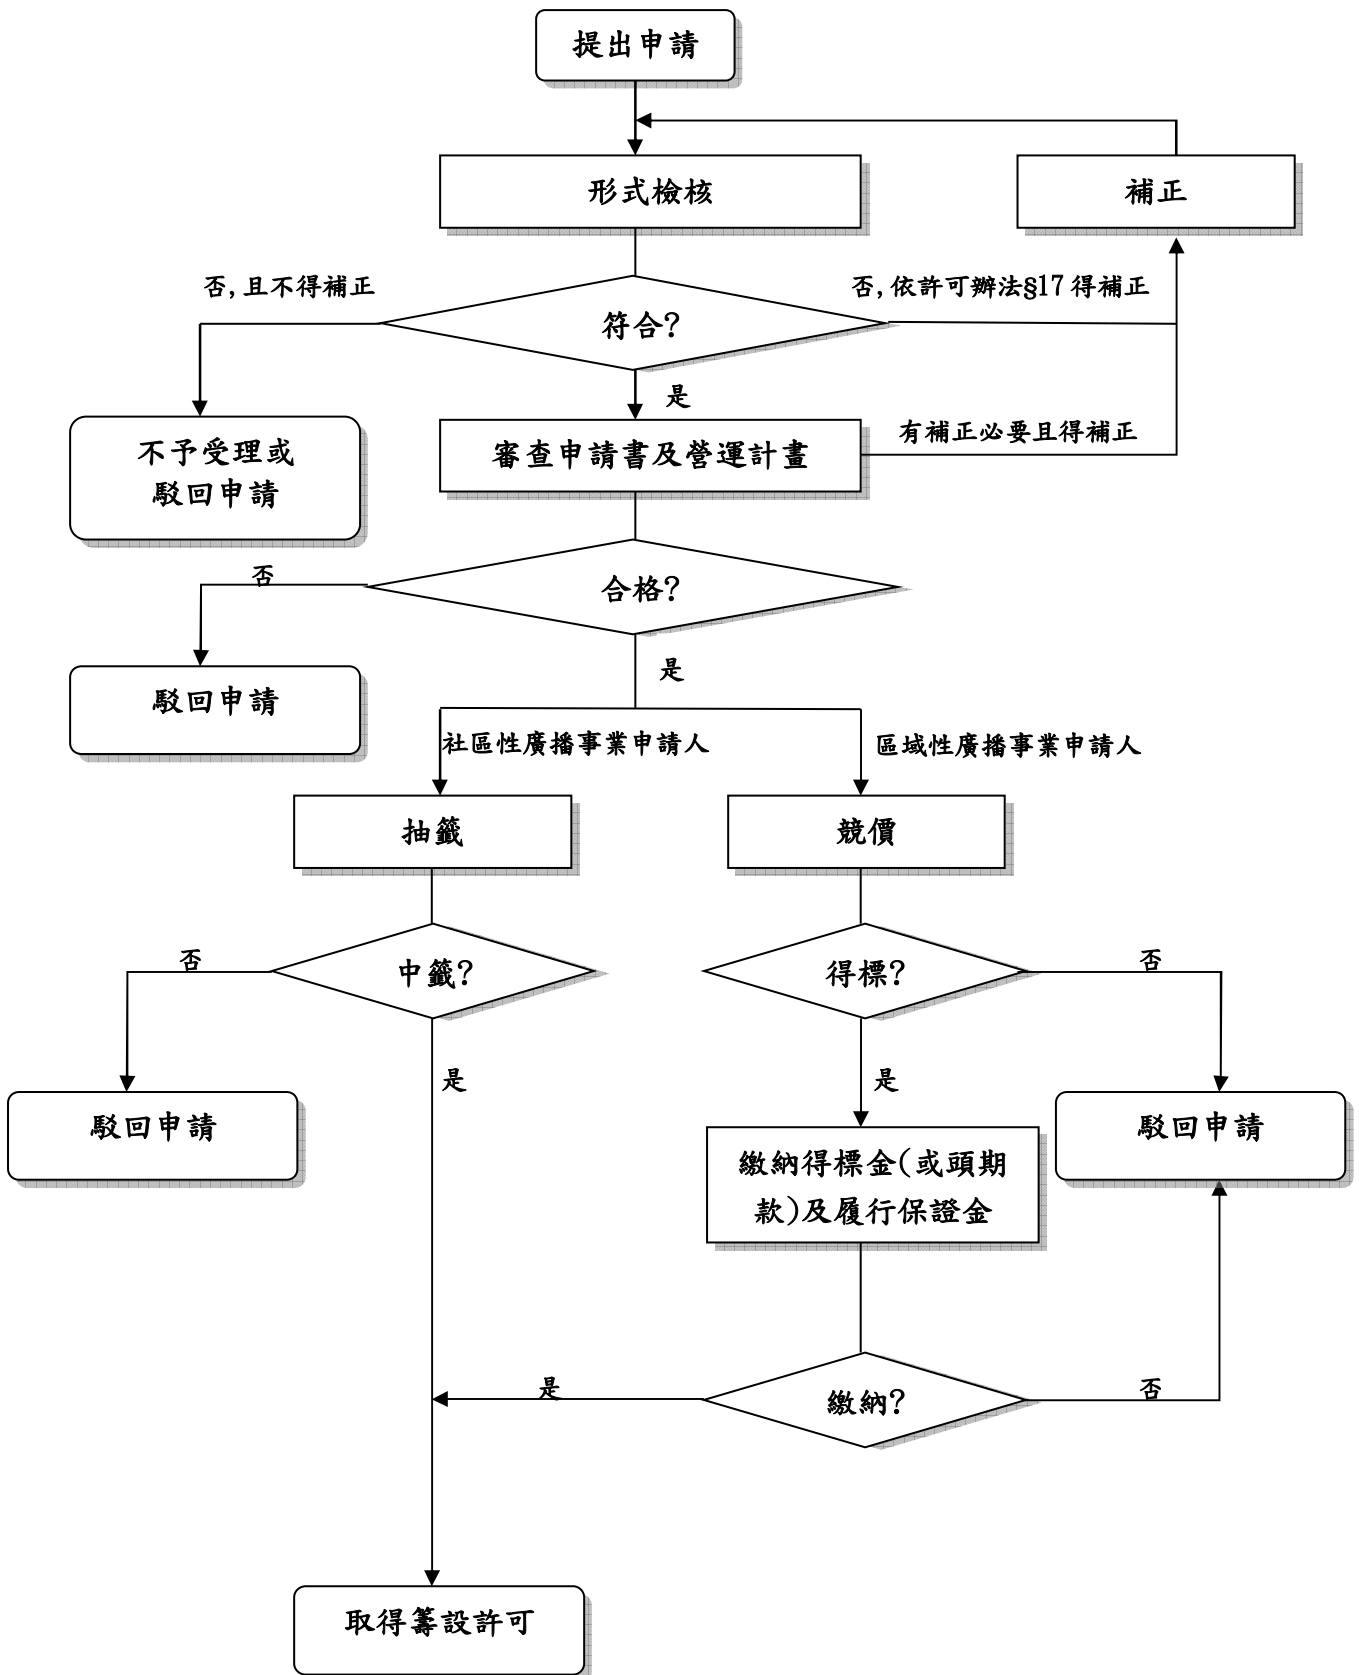 提出申請
形式檢核
補正
否,且不得補正
否,依許可辦法§17得補正
符合?
是
不予受理或
駁回申請
審查申請書及營運計畫
有補正必要且得補正
否
合格?
是
駁回申請
社區性廣播事業申請人
區域性廣播事業申請人
抽籤
競價
否
中籤?
得標?
否
是
是
駁回申請
駁回申請
繳納得標金(或頭期
款)及履行保證金
是
繳納?
否
取得籌設許可